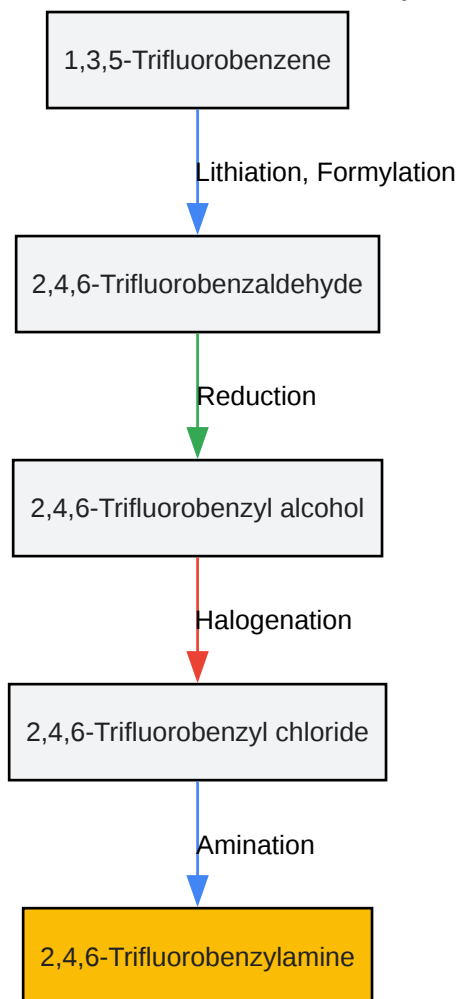 1,3,5-Trifluorobenzene
Lithiation, Formylation
2,4,6-Trifluorobenzaldehyde
Reduction
2,4,6-Trifluorobenzyl alcohol
Halogenation
2,4,6-Trifluorobenzyl chloride
Amination
2,4,6-Trifluorobenzylamine